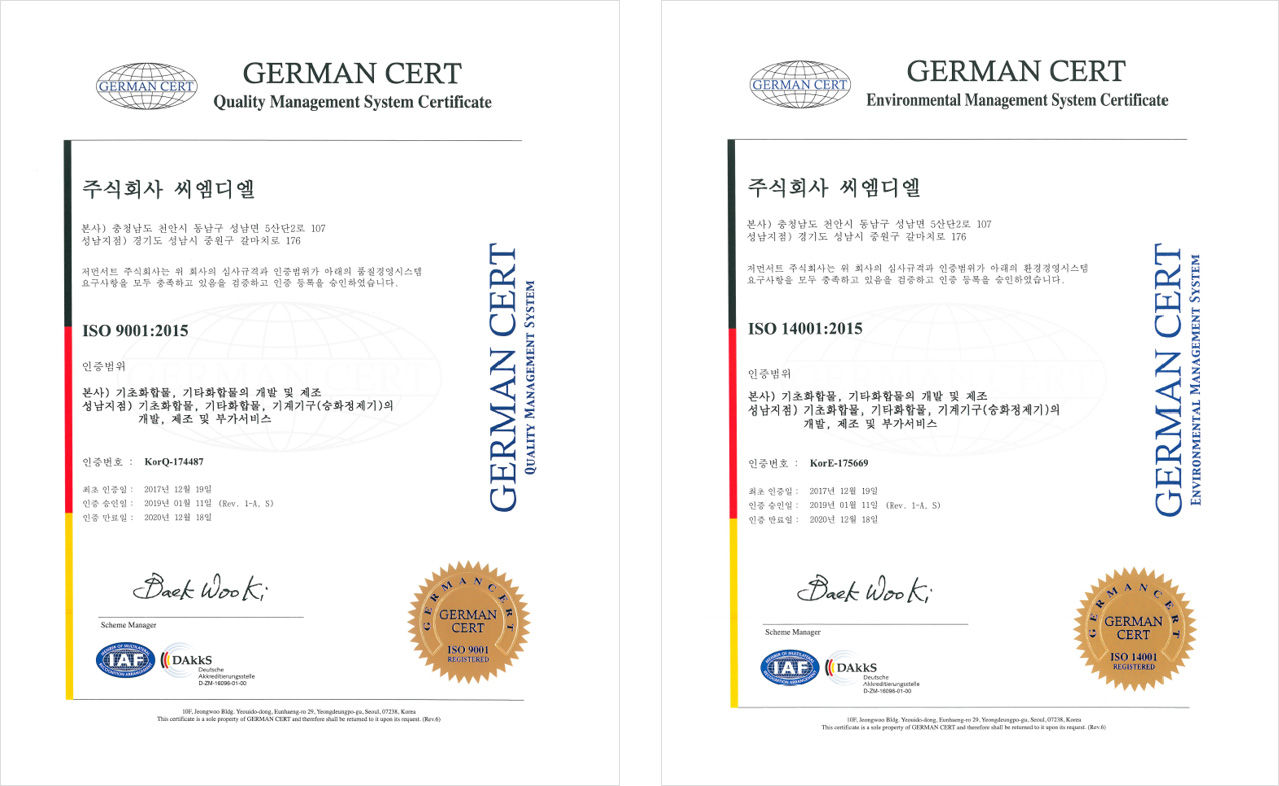 GERMAN CERT
GERMAN CERT
Quality Management System Certificate
주식회사 씨엠디엘
본사) 충청남도 천안시 동남구 성남면 5산단2로 107
성남지점) 경기도 성남시 중원구 갈마치로 176
저먼서트 주식회사는 위 회사의 심사규격과 인증범위가 아래의 품질경영시스템
요구사항을 모두 충족하고 있음을 검증하고 인증 등록을 승인하였습니다.
ISO 9001:2015
인증범위
본사) 기초화합물, 기타화합물의 개발 및 제조
성남지점) 기초화합물, 기타화합물, 기계기구(승화정제기)의
개발, 제조 및 부가서비스
인증번호 : KorQ-174487
최초 인증일 : 2017년 12월 19일
인증 승인일 : 2019년 01월 11일 (Rev. 1-A, S)
인증 만료일 : 2020년 12월 18일
GERMAN CERT
QUALITY MANAGEMENT SYSTEM
GERMAN CERT
Baek Woo Ki
Scheme Manager
MEMBER OF MULTILATERAL
IAF
RECOGNITION ARRANGEMENT
DAkkS
Deutsche
Akkreditierungsstelle
D-ZM-16096-01-00
GERMANCERT
GERMAN
CERT
ISO 9001
REGISTERED
10F, Jeongwoo Bldg. Yeouido-dong, Eunhaeng-ro 29, Yeongdeungpo-gu, Seoul, 07238, Korea
This certificate is a sole property of GERMAN CERT and therefore shall be returned to it upon its request. (Rev.6)
GERMAN CERT
GERMAN CERT
Environmental Management System Certificate
주식회사 씨엠디엘
본사) 충청남도 천안시 동남구 성남면 5산단2로 107
성남지점) 경기도 성남시 중원구 갈마치로 176
저먼서트 주식회사는 위 회사의 심사규격과 인증범위가 아래의 환경경영시스템
요구사항을 모두 충족하고 있음을 검증하고 인증 등록을 승인하였습니다.
ISO 14001:2015
인증범위
본사) 기초화합물, 기타화합물의 개발 및 제조
성남지점) 기초화합물, 기타화합물, 기계기구(승화정제기)의
개발, 제조 및 부가서비스
인증번호 : KorE-175669
최초 인증일 : 2017년 12월 19일
인증 승인일 : 2019년 01월 11일 (Rev. 1-A, S)
인증 만료일 : 2020년 12월 18일
GERMAN CERT
ENVIRONMENTAL MANAGEMENT SYSTEM
Baek Woo Ki
Scheme Manager
MEMBER OF MULTILATERAL
IAF
RECOGNITION ARRANGEMENT
DAkkS
Deutsche
Akkreditierungsstelle
D-ZM-16096-01-00
GERMANCERT
GERMAN
CERT
ISO 14001
REGISTERED
10F, Jeongwoo Bldg. Yeouido-dong, Eunhaeng-ro 29, Yeongdeungpo-gu, Seoul, 07238, Korea
This certificate is a sole property of GERMAN CERT and therefore shall be returned to it upon its request. (Rev.6)